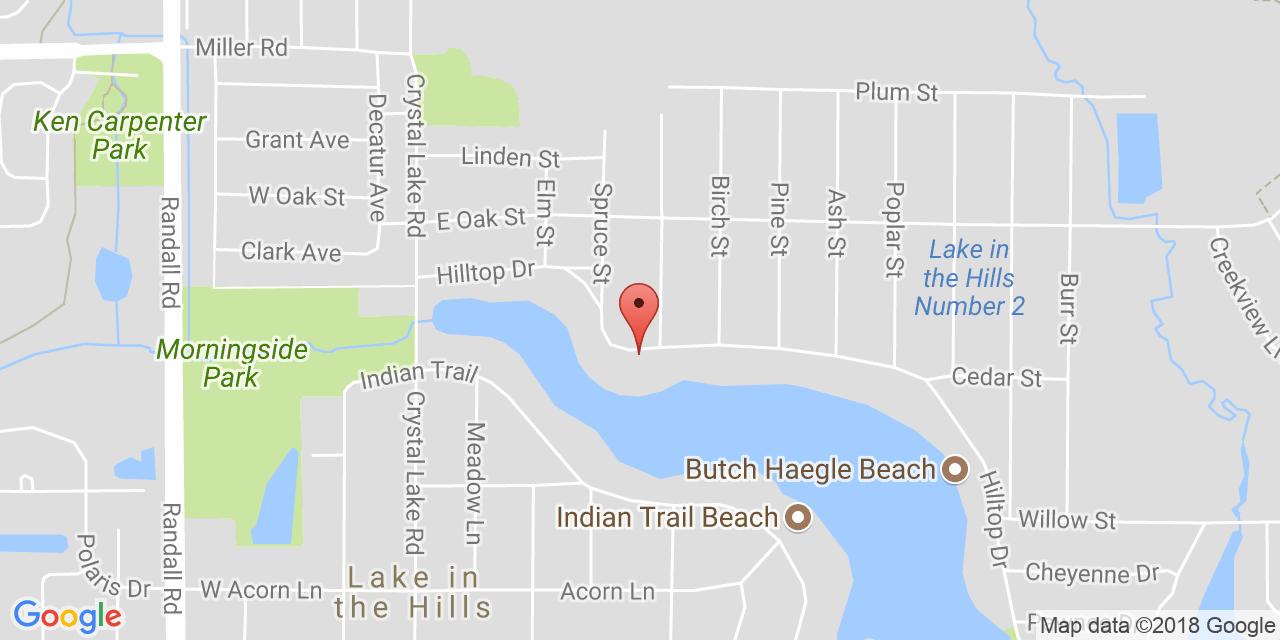 Miller Rd
Plum St
Ken Carpenter
Park
Crystal Lake Rd
Decatur Ave
Grant Ave
Linden St
W Oak St
E Oak St
Elm St
Spruce St
Birch St
Pine St
Ash St
Poplar St
Randall Rd
Clark Ave
Hilltop Dr
Lake in
the Hills
Number 2
Burr St
Creekview Ln
Morningside
Park
Indian Trail
Cedar St
Crystal Lake Rd
Meadow Ln
Butch Haegle Beach
Indian Trail Beach
Hilltop Dr
Willow St
Randall Rd
Polaris Dr
W Acorn Ln
Lake in
the Hills
Acorn Ln
Cheyenne Dr
Google
Map data ©2018 Google